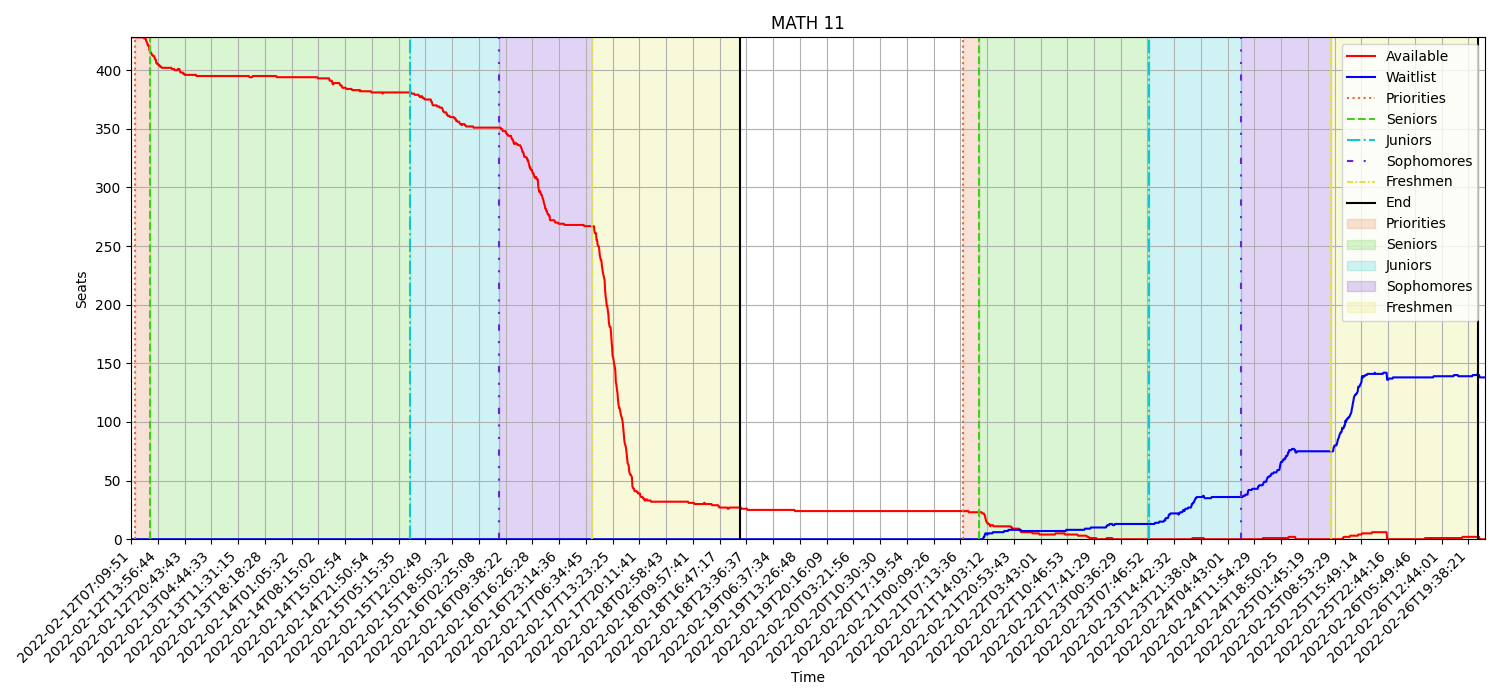 MATH 11
Seats
400
350
300
250
200
150
100
50
0
Available
Waitlist
Priorities
Seniors
Juniors
Sophomores
Freshmen
End
Priorities
Seniors
Juniors
Sophomores
Freshmen
2022-02-12T07:09:51
2022-02-12T13:56:44
2022-02-12T20:43:43
2022-02-13T04:44:33
2022-02-13T11:31:15
2022-02-13T18:18:28
2022-02-14T01:05:32
2022-02-14T08:15:02
2022-02-14T15:02:54
2022-02-14T21:50:54
2022-02-15T05:15:35
2022-02-15T12:02:49
2022-02-15T18:50:32
2022-02-16T02:25:08
2022-02-16T09:38:22
2022-02-16T16:26:28
2022-02-16T23:14:36
2022-02-17T06:34:45
2022-02-17T13:23:25
2022-02-17T20:11:41
2022-02-18T02:58:43
2022-02-18T09:57:41
2022-02-18T16:47:17
2022-02-18T23:36:37
2022-02-19T06:37:34
2022-02-19T13:26:48
2022-02-19T20:16:09
2022-02-20T03:21:56
2022-02-20T10:30:30
2022-02-20T17:19:54
2022-02-21T00:09:26
2022-02-21T07:13:36
2022-02-21T14:03:12
2022-02-21T20:53:43
2022-02-22T03:43:01
2022-02-22T10:46:53
2022-02-22T17:41:29
2022-02-23T00:36:29
2022-02-23T07:46:52
2022-02-23T14:42:32
2022-02-23T21:38:04
2022-02-24T04:43:01
2022-02-24T11:54:29
2022-02-24T18:50:25
2022-02-25T01:45:19
2022-02-25T08:53:29
2022-02-25T15:49:14
2022-02-25T22:44:16
2022-02-26T05:49:46
2022-02-26T12:44:01
2022-02-26T19:38:21
Time